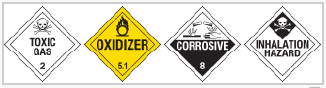 TOXIC
GAS
2
OXIDIZER
5.1
CORROSIVE
8
INHALATION
HAZARD